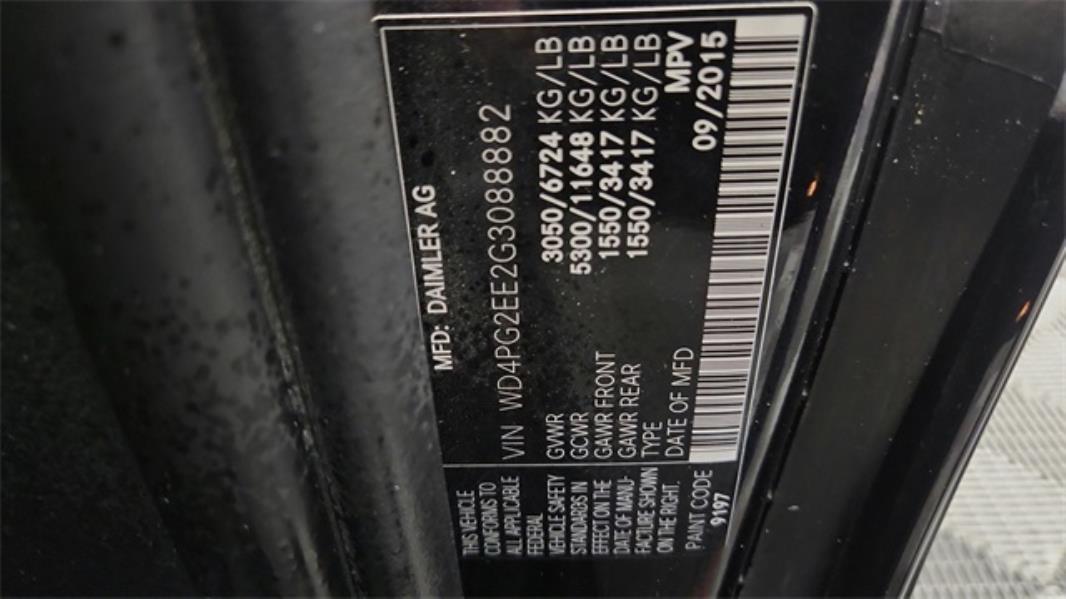 MFD: DAIMLER AG
VIN WD4PG2EE2G3088882
GVWR 3050/6724 KG/LB
GCWR 5300/11648 KG/LB
GAWR FRONT 1550/3417 KG/LB
GAWR REAR 1550/3417 KG/LB
TYPE MPV
DATE OF MFD 09/2015
THIS VEHICLE
CONFORMS TO
ALL APPLICABLE
FEDERAL
VEHICLE SAFETY
STANDARDS IN
EFFECT ON THE
DATE OF MANU-
FACTURE SHOWN
ON THE RIGHT.
PAINT CODE
9197